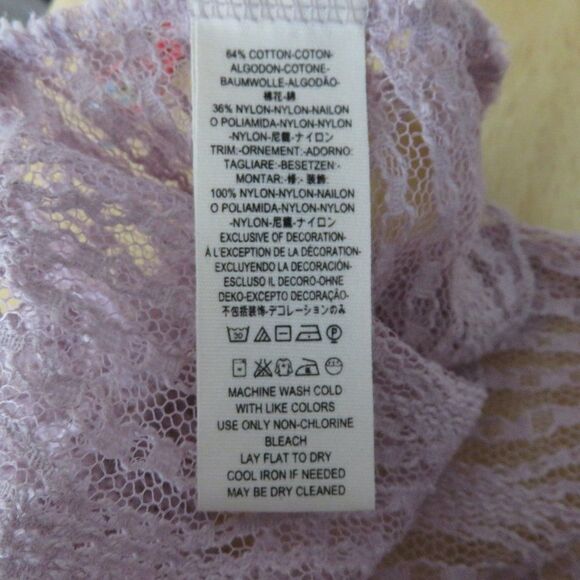 64% COTTON-COTON-
ALGODON-COTONE-
BAUMWOLLE-ALGODÃO-
棉花-綿
36% NYLON-NYLON-NAILON
O POLIAMIDA-NYLON-NYLON
-NYLON-尼龍-ナイロン
TRIM:-ORNEMENT:-ADORNO:
TAGLIARE:-BESETZEN:-
MONTAR:-修:- 装飾:
100% NYLON-NYLON-NAILON
O POLIAMIDA-NYLON-NYLON
-NYLON-尼龍-ナイロン
EXCLUSIVE OF DECORATION-
À L'EXCEPTION DE LA DÉCORATION-
EXCLUYENDO LA DECORACIÓN-
ESCLUSO IL DECORO-OHNE
DEKO-EXCEPTO DECORAÇÃO-
不包括裝饰-デコレーションのみ
30 P
MACHINE WASH COLD
WITH LIKE COLORS
USE ONLY NON-CHLORINE
BLEACH
LAY FLAT TO DRY
COOL IRON IF NEEDED
MAY BE DRY CLEANED